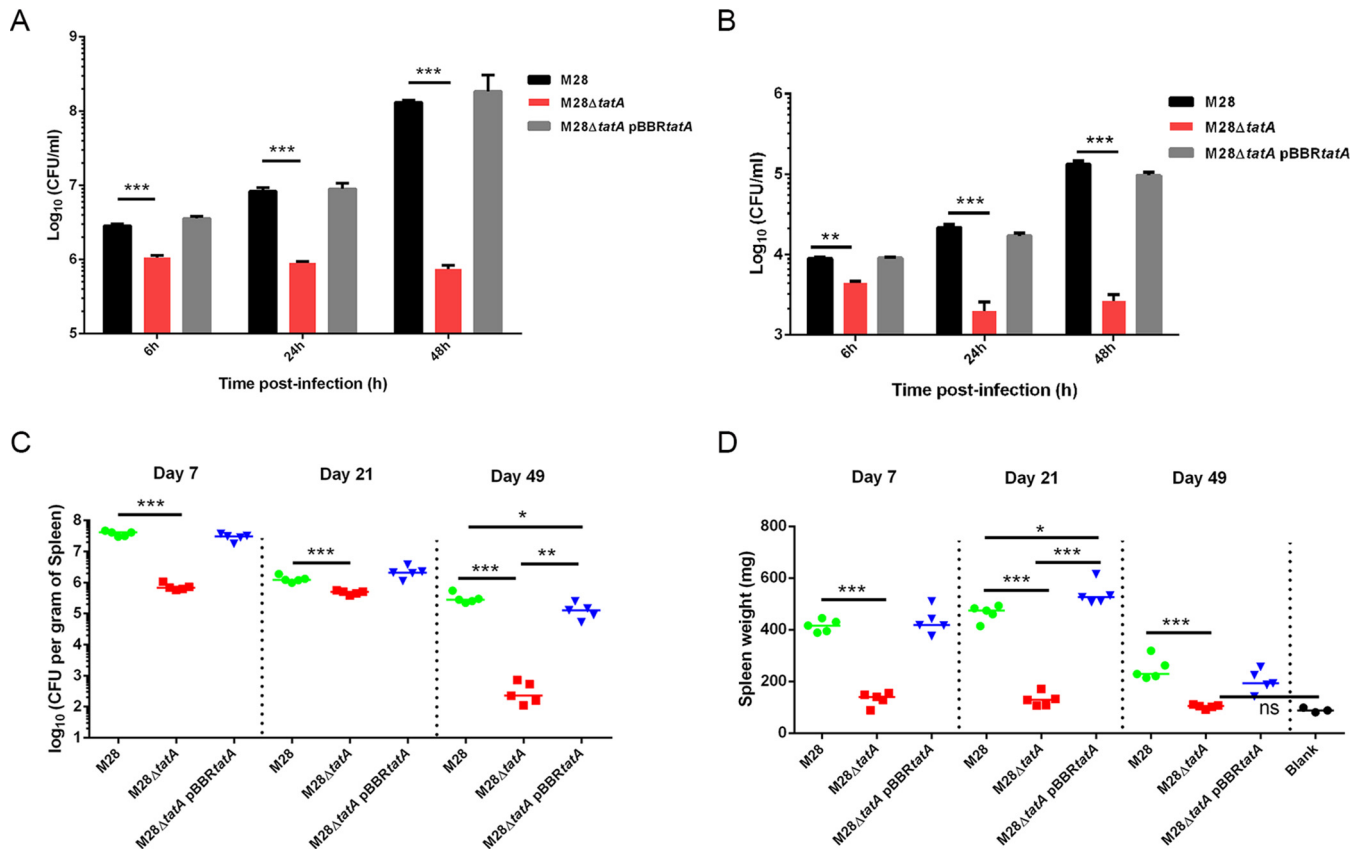 A
9
8
7
6
5
Log₁₀ (CFU/ml)
***
***
***
6h
24h
48h
Time post-infection (h)
M28
M28ΔtatA
M28ΔtatA pBBRtatA
B
6
5
4
3
Log₁₀ (CFU/ml)
**
***
***
6h
24h
48h
Time post-infection (h)
M28
M28ΔtatA
M28ΔtatA pBBRtatA
C
Day 7
Day 21
Day 49
8
7
6
5
4
3
2
1
log₁₀ (CFU per gram of Spleen)
***
***
*
**
***
M28
M28ΔtatA
M28ΔtatA pBBRtatA
M28
M28ΔtatA
M28ΔtatA pBBRtatA
M28
M28ΔtatA
M28ΔtatA pBBRtatA
D
Day 7
Day 21
Day 49
800
600
400
200
0
Spleen weight (mg)
***
*
***
***
***
ns
M28
M28ΔtatA
M28ΔtatA pBBRtatA
M28
M28ΔtatA
M28ΔtatA pBBRtatA
M28
M28ΔtatA
M28ΔtatA pBBRtatA
Blank